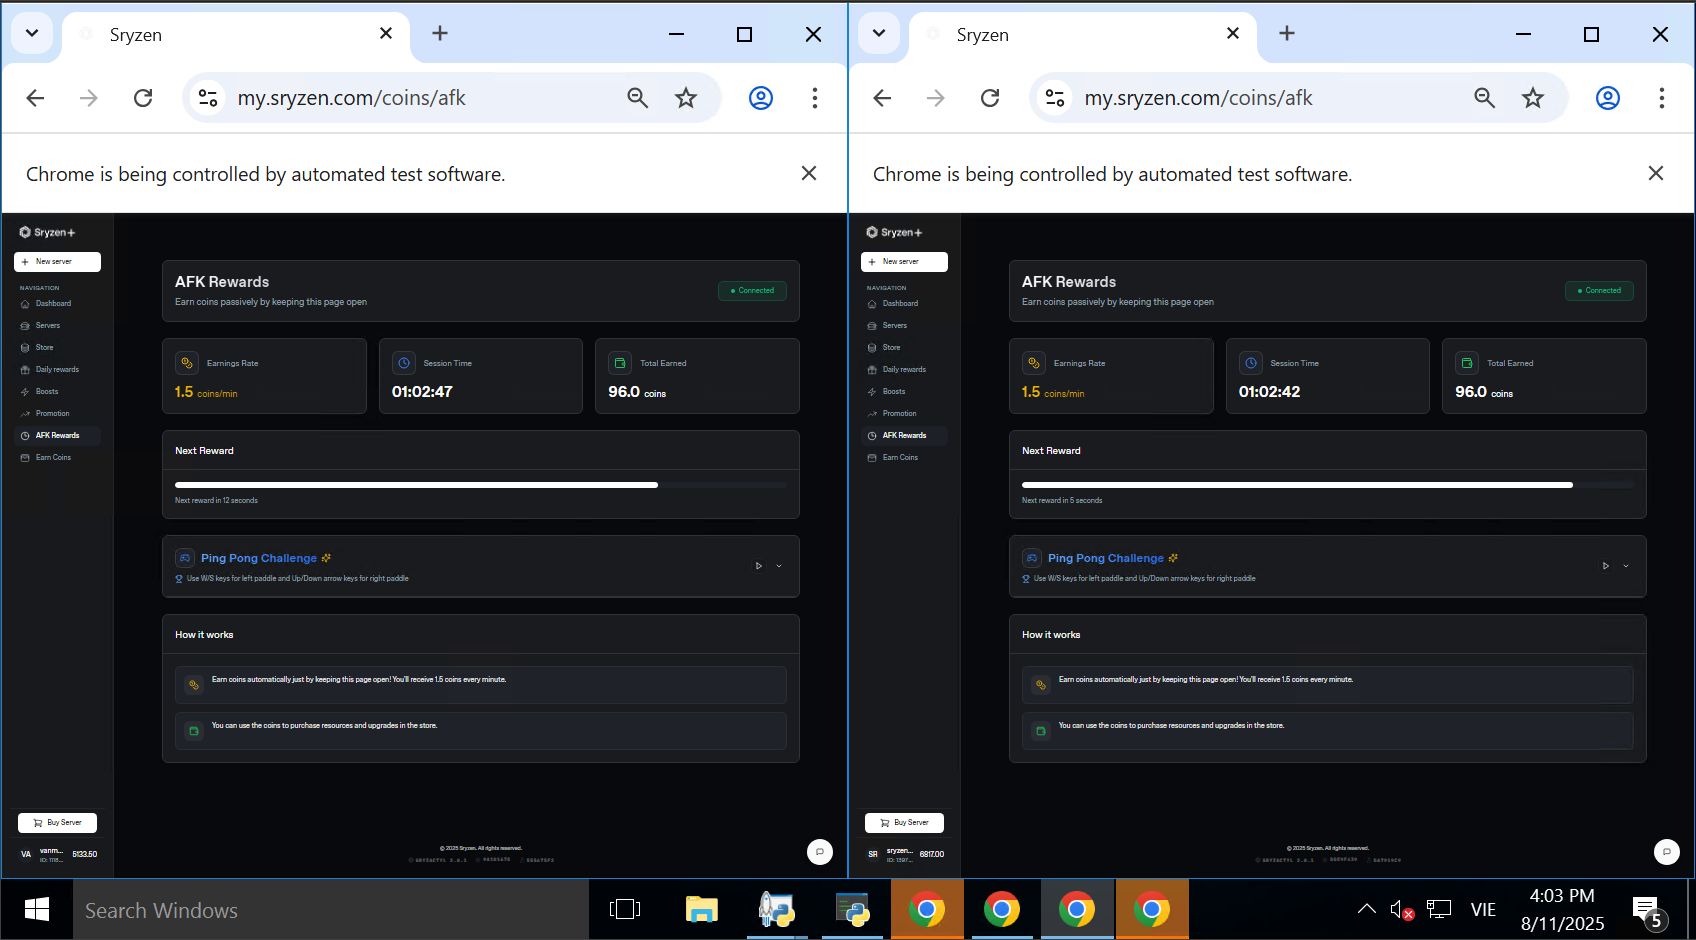 Sryzen
my.sryzen.com/coins/afk
Chrome is being controlled by automated test software.
Sryzen+
New server
NAVIGATION
Dashboard
Servers
Store
Daily rewards
Boosts
Promotion
AFK Rewards
Earn Coins
AFK Rewards
Earn coins passively by keeping this page open
Connected
Earnings Rate
1.5 coins/min
Session Time
01:02:47
Total Earned
96.0 coins
Next Reward
Next reward in 12 seconds
Ping Pong Challenge
Use W/S keys for left paddle and Up/Down arrow keys for right paddle
How it works
Earn coins automatically just by keeping this page open! You'll receive 1.5 coins every minute.
You can use the coins to purchase resources and upgrades in the store.
Buy Server
VA
vanm...
ID: 1118...
5133.50
© 2025 Sryzen. All rights reserved.
Sryzen
my.sryzen.com/coins/afk
Chrome is being controlled by automated test software.
Sryzen+
New server
NAVIGATION
Dashboard
Servers
Store
Daily rewards
Boosts
Promotion
AFK Rewards
Earn Coins
AFK Rewards
Earn coins passively by keeping this page open
Connected
Earnings Rate
1.5 coins/min
Session Time
01:02:42
Total Earned
96.0 coins
Next Reward
Next reward in 5 seconds
Ping Pong Challenge
Use W/S keys for left paddle and Up/Down arrow keys for right paddle
How it works
Earn coins automatically just by keeping this page open! You'll receive 1.5 coins every minute.
You can use the coins to purchase resources and upgrades in the store.
Buy Server
SR
sryzen...
ID: 1397...
6817.00
© 2025 Sryzen. All rights reserved.
Search Windows
VIE
4:03 PM
8/11/2025
5